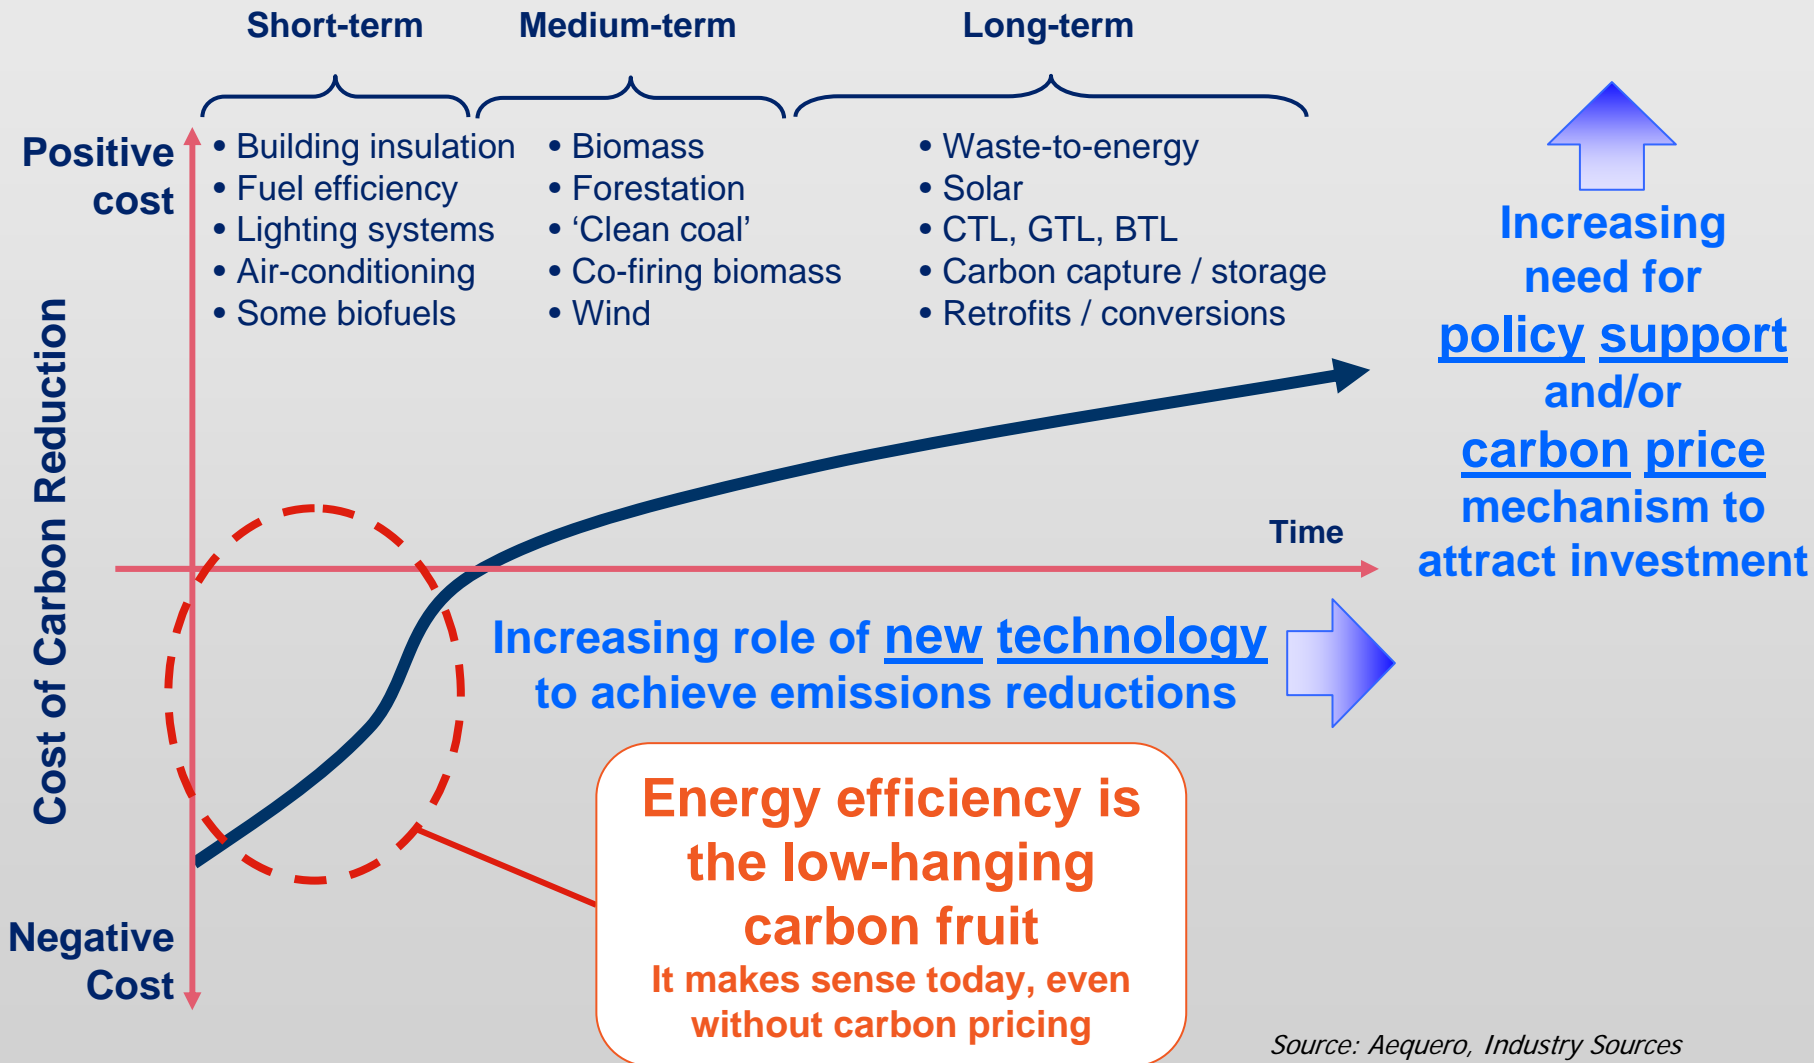 Short-term
Medium-term
Long-term
Positive
cost
• Building insulation
• Fuel efficiency
• Lighting systems
• Air-conditioning
• Some biofuels
• Biomass
• Forestation
• ‘Clean coal’
• Co-firing biomass
• Wind
• Waste-to-energy
• Solar
• CTL, GTL, BTL
• Carbon capture / storage
• Retrofits / conversions
Increasing
need for
policy support
and/or
carbon price
mechanism to
attract investment
Cost of Carbon Reduction
Time
Increasing role of new technology
to achieve emissions reductions
Energy efficiency is
the low-hanging
carbon fruit
It makes sense today, even
without carbon pricing
Negative
Cost
Source: Aequero, Industry Sources